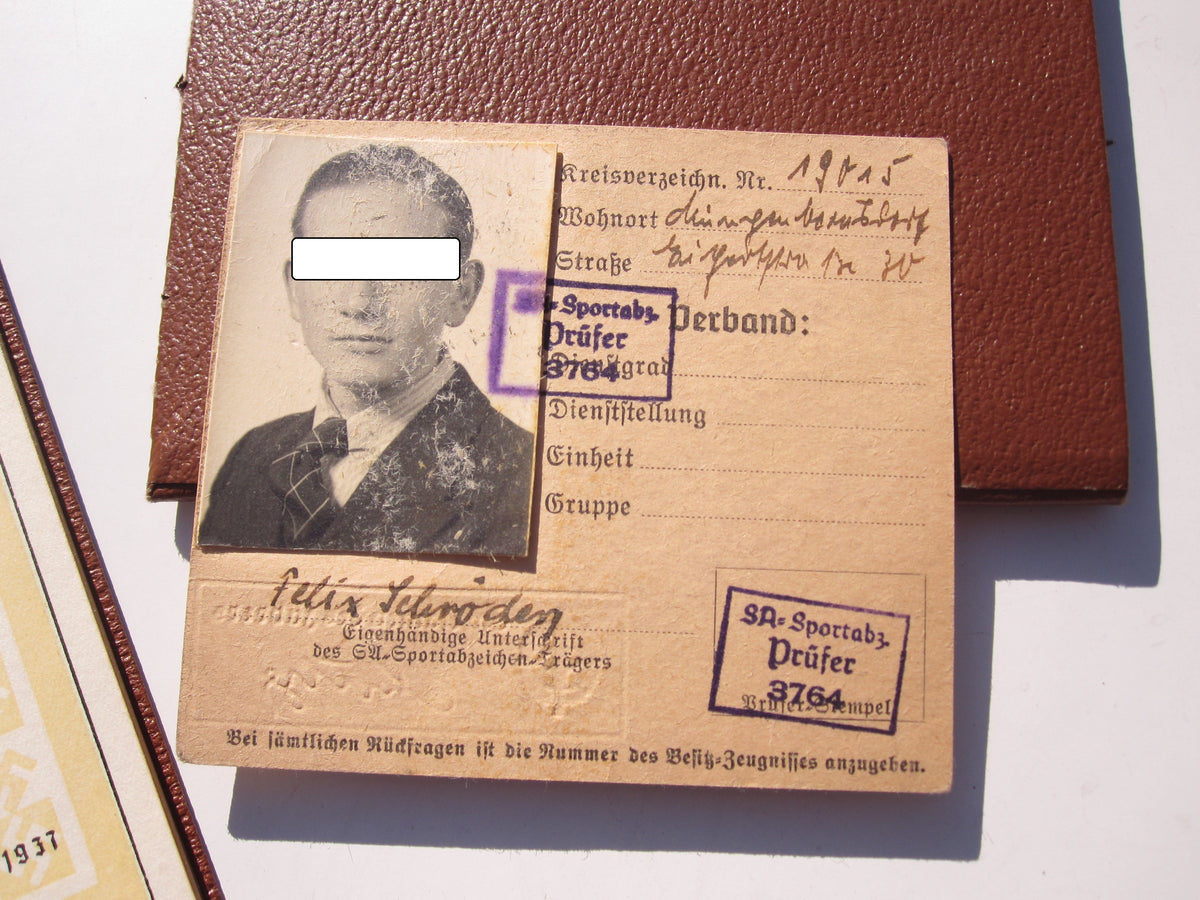 Kreisverzeichn. Nr. 19015
Wohnort
Straße 30
Verband:
Dienstgrad
Dienststellung
Einheit
Gruppe
SA-Sportabz.
Prüfer
3764
Felix Schröder
Eigenhändige Unterschrift
des SA-Sportabzeichen-Trägers
SA-Sportabz.
Prüfer
3764
Prüfer-Stempel
Bei sämtlichen Rückfragen ist die Nummer des Besitz-Zeugnisses anzugeben.
1937